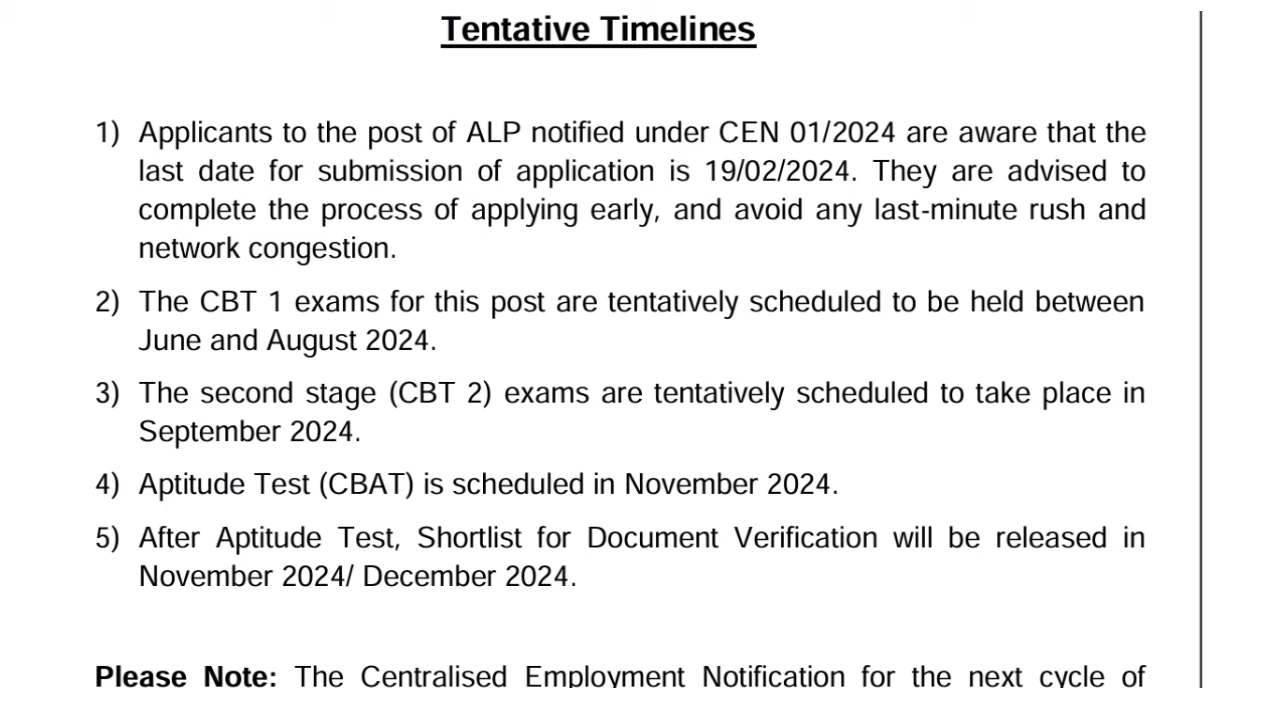 Tentative Timelines
1) Applicants to the post of ALP notified under CEN 01/2024 are aware that the
last date for submission of application is 19/02/2024. They are advised to
complete the process of applying early, and avoid any last-minute rush and
network congestion.
2) The CBT 1 exams for this post are tentatively scheduled to be held between
June and August 2024.
3) The second stage (CBT 2) exams are tentatively scheduled to take place in
September 2024.
4) Aptitude Test (CBAT) is scheduled in November 2024.
5) After Aptitude Test, Shortlist for Document Verification will be released in
November 2024/ December 2024.
Please Note: The Centralised Employment Notification for the next cycle of